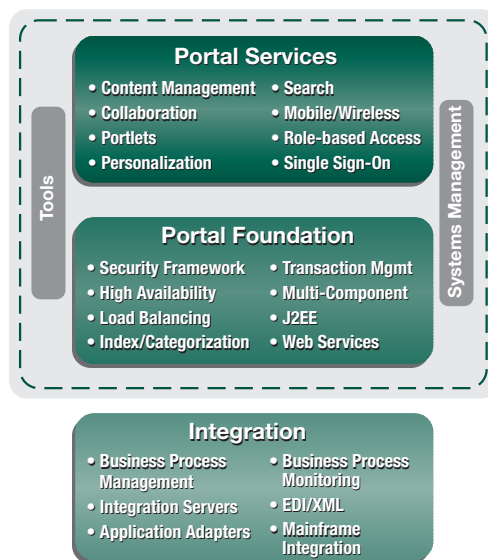 Portal Services
• Content Management
• Collaboration
• Portlets
• Personalization
• Search
• Mobile/Wireless
• Role-based Access
• Single Sign-On
Tools
Systems Management
Portal Foundation
• Security Framework
• High Availability
• Load Balancing
• Index/Categorization
• Transaction Mgmt
• Multi-Component
• J2EE
• Web Services
Integration
• Business Process
Management
• Integration Servers
• Application Adapters
• Business Process
Monitoring
• EDI/XML
• Mainframe
Integration